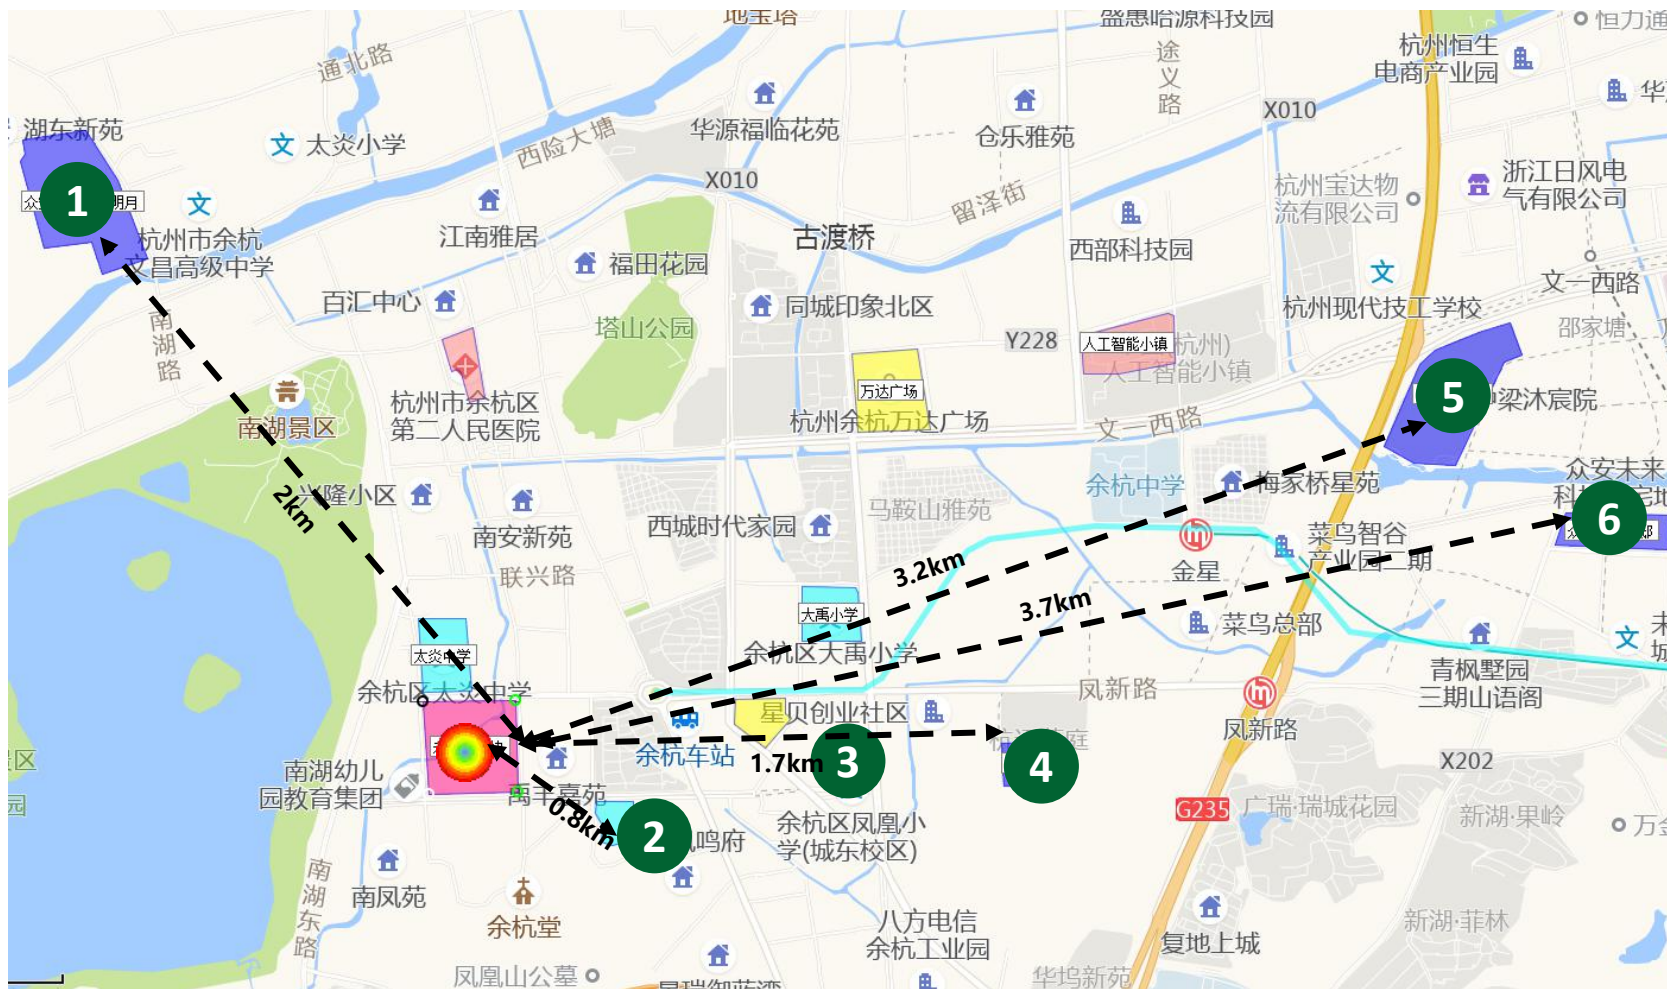 地宝塔
盛惠哈源科技园
恒力通
通北路
途义路
杭州恒生
电商产业园
湖东新苑
太炎小学
西险大塘
华源福临花苑
仓乐雅苑
X010
华
X010
留泽街
杭州宝达物
流有限公司
浙江日风电
气有限公司
1
明月
杭州市余杭
文昌高级中学
江南雅居
福田花园
古渡桥
西部科技园
文一西路
百汇中心
塔山公园
同城印象北区
杭州现代技工学校
邵家塘
南湖路
Y228
人工智能小镇
杭州)
人工智能小镇
万达广场
杭州余杭万达广场
5
中梁沐宸院
南湖景区
杭州市余杭区
第二人民医院
文一西路
2km
兴隆小区
南安新苑
西城时代家园
马鞍山雅苑
余杭中学
梅家桥星苑
众安未来
6
联兴路
3.2km
金星
菜鸟智谷
产业园二期
3.7km
大禹小学
余杭区大禹小学
菜鸟总部
太炎中学
余杭区太炎中学
青枫墅园
三期山语阁
凤新路
凤新路
星贝创业社区
余杭车站
1.7km
3
4
X202
南湖幼儿
园教育集团
禹丰嘉苑
0.8km
2
鸣府
余杭区凤凰小
学(城东校区)
G235
广瑞·瑞城花园
新湖·果岭
万金
南湖东路
南凤苑
余杭堂
八方电信
余杭工业园
复地上城
新湖·菲林
凤凰山公墓
华坞新苑